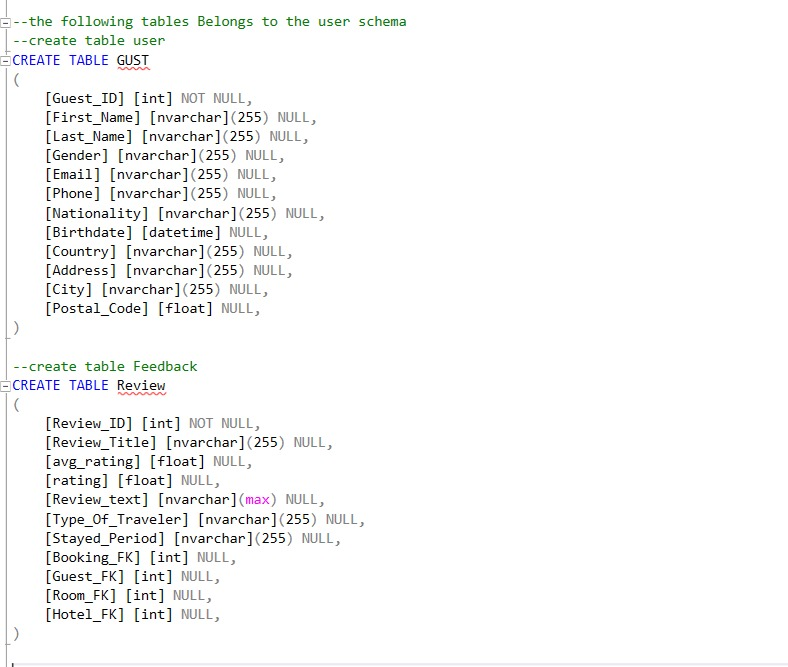 --the following tables Belongs to the user schema
--create table user
CREATE TABLE GUST
(
[Guest_ID] [int] NOT NULL,
[First_Name] [nvarchar](255) NULL,
[Last_Name] [nvarchar](255) NULL,
[Gender] [nvarchar](255) NULL,
[Email] [nvarchar](255) NULL,
[Phone] [nvarchar](255) NULL,
[Nationality] [nvarchar](255) NULL,
[Birthdate] [datetime] NULL,
[Country] [nvarchar](255) NULL,
[Address] [nvarchar](255) NULL,
[City] [nvarchar](255) NULL,
[Postal_Code] [float] NULL,
)
--create table Feedback
CREATE TABLE Review
(
[Review_ID] [int] NOT NULL,
[Review_Title] [nvarchar](255) NULL,
[avg_rating] [float] NULL,
[rating] [float] NULL,
[Review_text] [nvarchar](max) NULL,
[Type_Of_Traveler] [nvarchar](255) NULL,
[Stayed_Period] [nvarchar](255) NULL,
[Booking_FK] [int] NULL,
[Guest_FK] [int] NULL,
[Room_FK] [int] NULL,
[Hotel_FK] [int] NULL,
)